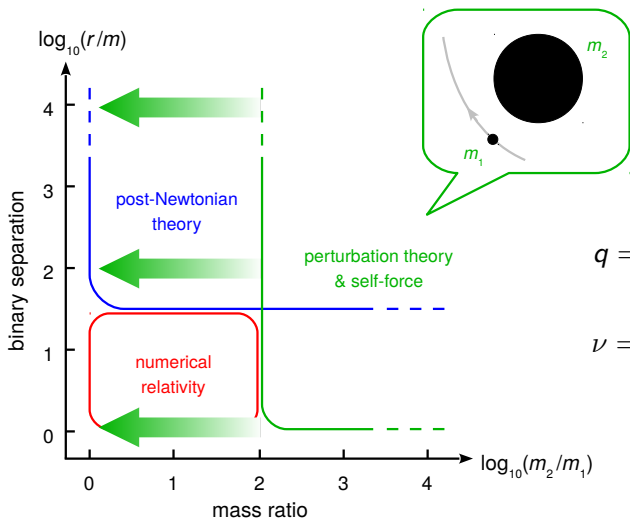 log₁₀(r/m)
m₂
m₁
4
3
2
1
0
binary separation
post-Newtonian
theory
perturbation theory
& self-force
numerical
relativity
q =
ν =
0 1 2 3 4
log₁₀(m₂/m₁)
mass ratio